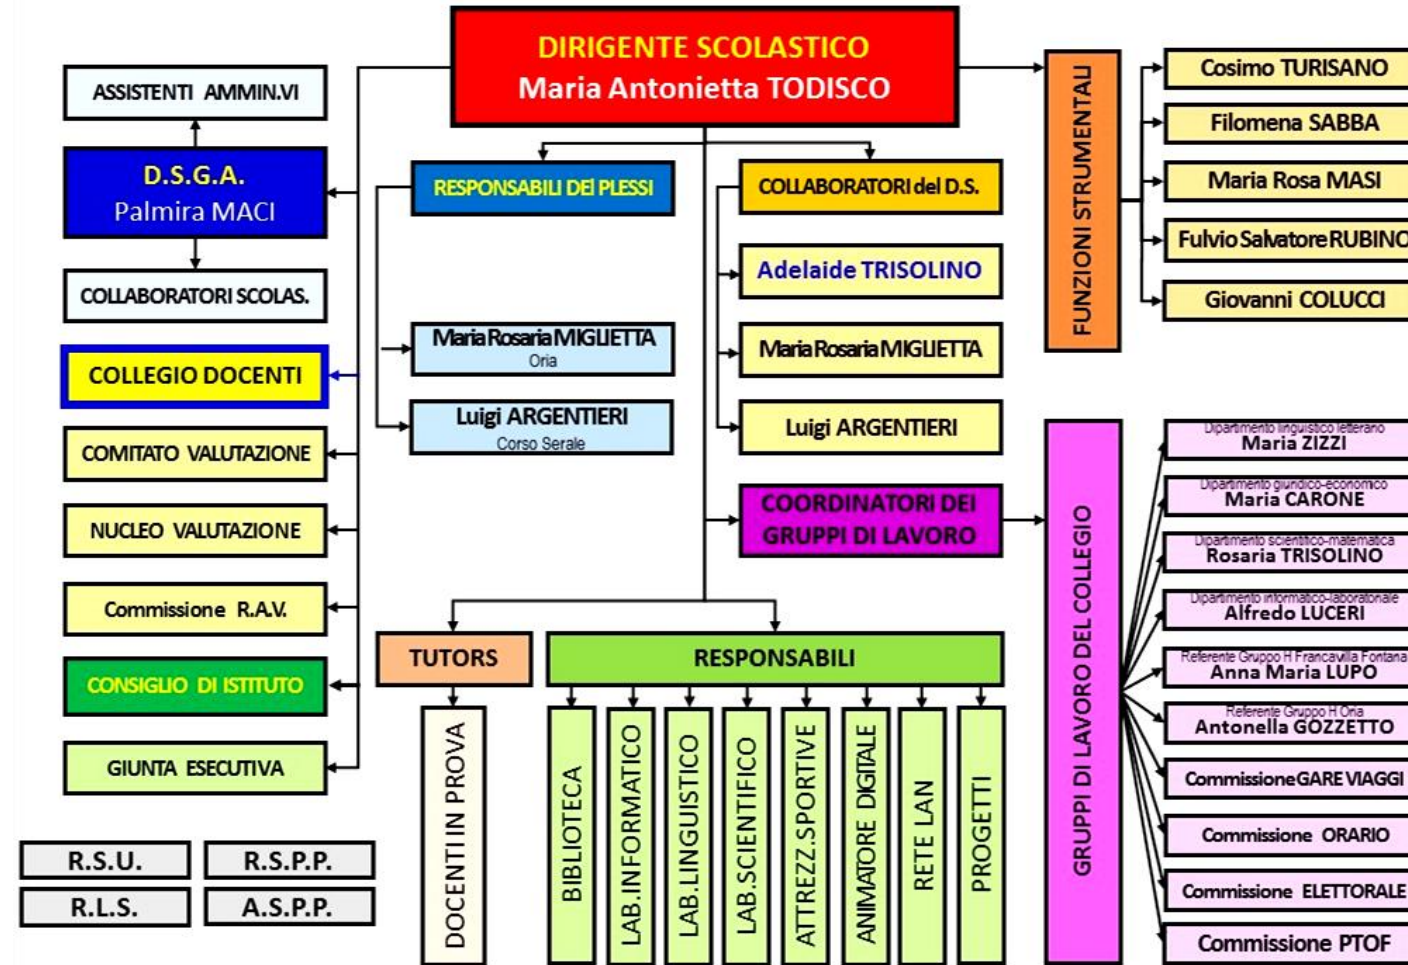 DIRIGENTE SCOLASTICO
Maria Antonietta TODISCO
ASSISTENTI AMMIN.VI
D.S.G.A.
Palmira MACI
COLLABORATORI SCOLAS.
COLLEGIO DOCENTI
COMITATO VALUTAZIONE
NUCLEO VALUTAZIONE
Commissione R.A.V.
CONSIGLIO DI ISTITUTO
GIUNTA ESECUTIVA
R.S.U.
R.S.P.P.
R.L.S.
A.S.P.P.
RESPONSABILI DEI PLESSI
Maria Rosaria MIGLIETTA
Oria
Luigi ARGENTIERI
Corso Serale
COLLABORATORI del D.S.
Adelaide TRISOLINO
Maria Rosaria MIGLIETTA
Luigi ARGENTIERI
COORDINATORI DEI
GRUPPI DI LAVORO
TUTORS
DOCENTI IN PROVA
RESPONSABILI
BIBLIOTECA
LAB.INFORMATICO
LAB.LINGUISTICO
LAB.SCIENTIFICO
ATTREZZ.SPORTIVE
ANIMATORE DIGITALE
RETE LAN
PROGETTI
FUNZIONI STRUMENTALI
Cosimo TURISANO
Filomena SABBA
Maria Rosa MASI
Fulvio Salvatore RUBINO
Giovanni COLUCCI
GRUPPI DI LAVORO DEL COLLEGIO
Dipartimento linguistico letterario
Maria ZIZZI
Dipartimento giuridico-economico
Maria CARONE
Dipartimento scientifico-matematica
Rosaria TRISOLINO
Dipartimento informatico-laboratoriale
Alfredo LUCERI
Referente Gruppo H Francavilla Fontana
Anna Maria LUPO
Referente Gruppo H Oria
Antonella GOZZETTO
Commissione GARE VIAGGI
Commissione ORARIO
Commissione ELETTORALE
Commissione PTOF